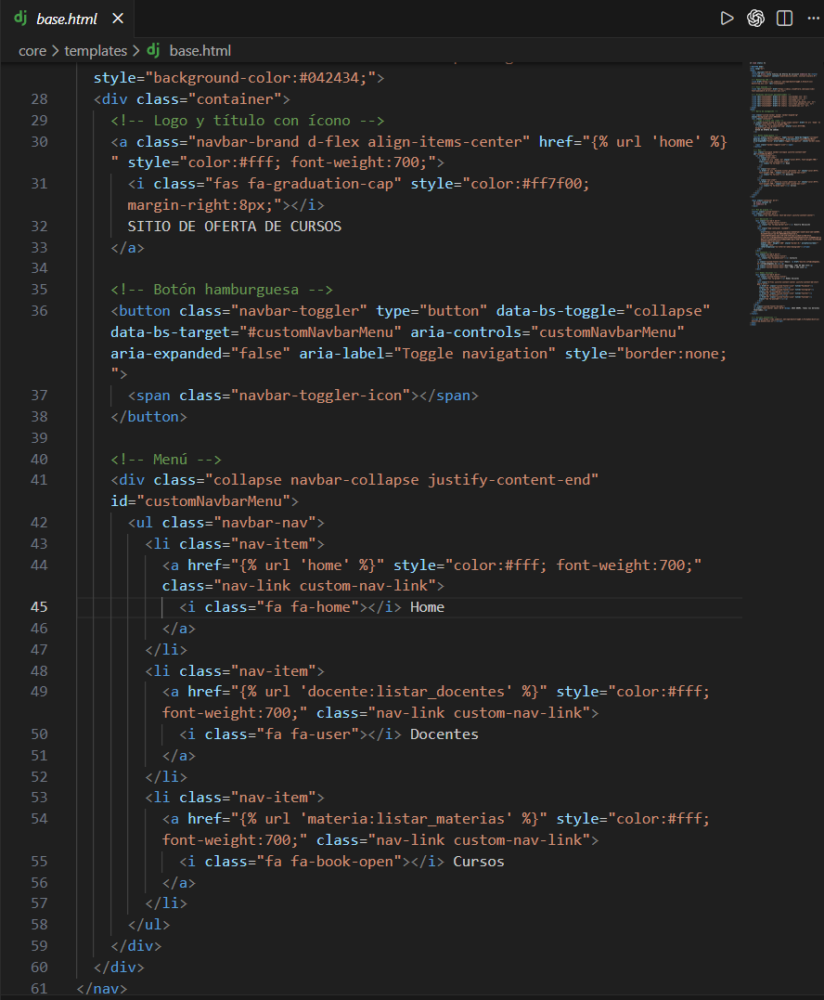 base.html
core > templates > base.html
style="background-color:#042434;">
28 <div class="container">
29 <!-- Logo y título con ícono -->
30 <a class="navbar-brand d-flex align-items-center" href="{% url 'home' %}
" style="color:#fff; font-weight:700;">
31 <i class="fas fa-graduation-cap" style="color:#ff7f00;
margin-right:8px;"></i>
32 SITIO DE OFERTA DE CURSOS
33 </a>
34
35 <!-- Botón hamburguesa -->
36 <button class="navbar-toggler" type="button" data-bs-toggle="collapse"
data-bs-target="#customNavbarMenu" aria-controls="customNavbarMenu"
aria-expanded="false" aria-label="Toggle navigation" style="border:none;
">
37 <span class="navbar-toggler-icon"></span>
38 </button>
39
40 <!-- Menú -->
41 <div class="collapse navbar-collapse justify-content-end"
id="customNavbarMenu">
42 <ul class="navbar-nav">
43 <li class="nav-item">
44 <a href="{% url 'home' %}" style="color:#fff; font-weight:700;"
class="nav-link custom-nav-link">
45 <i class="fa fa-home"></i> Home
46 </a>
47 </li>
48 <li class="nav-item">
49 <a href="{% url 'docente:listar_docentes' %}" style="color:#fff;
font-weight:700;" class="nav-link custom-nav-link">
50 <i class="fa fa-user"></i> Docentes
51 </a>
52 </li>
53 <li class="nav-item">
54 <a href="{% url 'materia:listar_materias' %}" style="color:#fff;
font-weight:700;" class="nav-link custom-nav-link">
55 <i class="fa fa-book-open"></i> Cursos
56 </a>
57 </li>
58 </ul>
59 </div>
60 </div>
61 </nav>